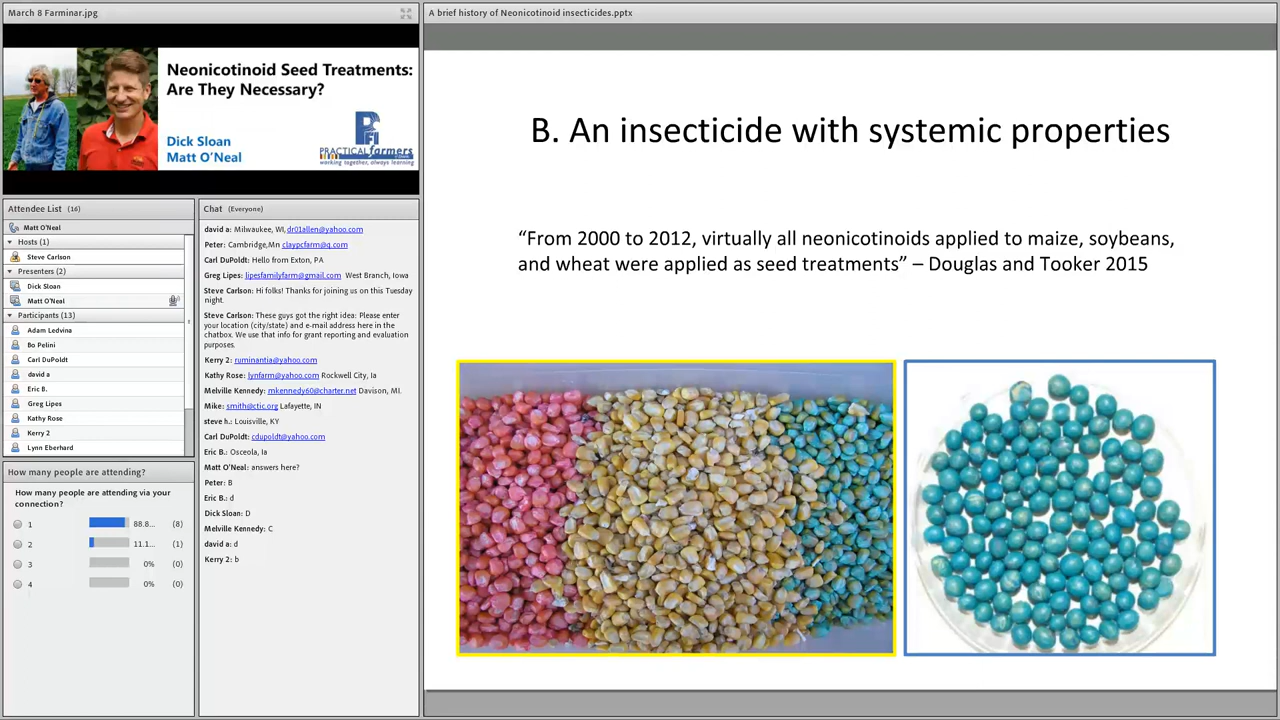 March 8 Farminar.jpg
Neonicotinoid Seed Treatments:
Are They Necessary?
Dick Sloan
Matt O'Neal
PRACTICAL farmers
working together, always learning
Attendee List (16)
Matt O'Neal
Hosts (1)
Steve Carlson
Presenters (2)
Dick Sloan
Matt O'Neal
Participants (13)
Adam Ledvina
Bo Pelini
Carl DuPoldt
david a
Eric B.
Greg Lipes
Kathy Rose
Kerry 2
Lynn Eberhard
How many people are attending?
How many people are attending via your
connection?
1 88.8... (8)
2 11.1... (1)
3 0% (0)
4 0% (0)
Chat (Everyone)
david a: Milwaukee, WI, dr01allen@yahoo.com
Peter: Cambridge,Mn claypcfarm@q.com
Carl DuPoldt: Hello from Exton, PA
Greg Lipes: lipesfamilyfarm@gmail.com West Branch, Iowa
Steve Carlson: Hi folks! Thanks for joining us on this Tuesday
night.
Steve Carlson: These guys got the right idea: Please enter
your location (city/state) and e-mail address here in the
chatbox. We use that info for grant reporting and evaluation
purposes.
Kerry 2: ruminantia@yahoo.com
Kathy Rose: lynfarm@yahoo.com Rockwell City, Ia
Melville Kennedy: mkennedy60@charter.net Davison, MI.
Mike: smith@ctic.org Lafayette, IN
steve h.: Louisville, KY
Carl DuPoldt: cdupoldt@yahoo.com
Eric B.: Osceola, Ia
Matt O'Neal: answers here?
Peter: B
Eric B.: d
Dick Sloan: D
Melville Kennedy: C
david a: d
Kerry 2: b
A brief history of Neonicotinoid insecticides.pptx
B. An insecticide with systemic properties
“From 2000 to 2012, virtually all neonicotinoids applied to maize, soybeans,
and wheat were applied as seed treatments” – Douglas and Tooker 2015